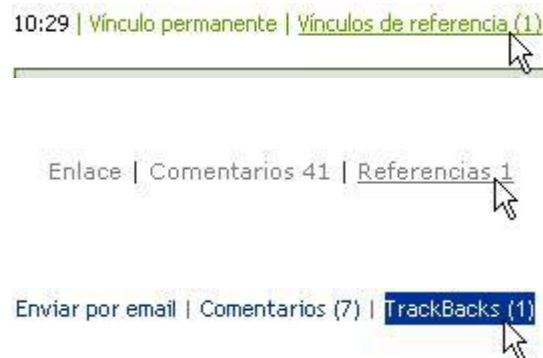 10:29 | Vínculo permanente | Vínculos de referencia (1)
Enlace | Comentarios 41 | Referencias 1
Enviar por email | Comentarios (7) | TrackBacks (1)